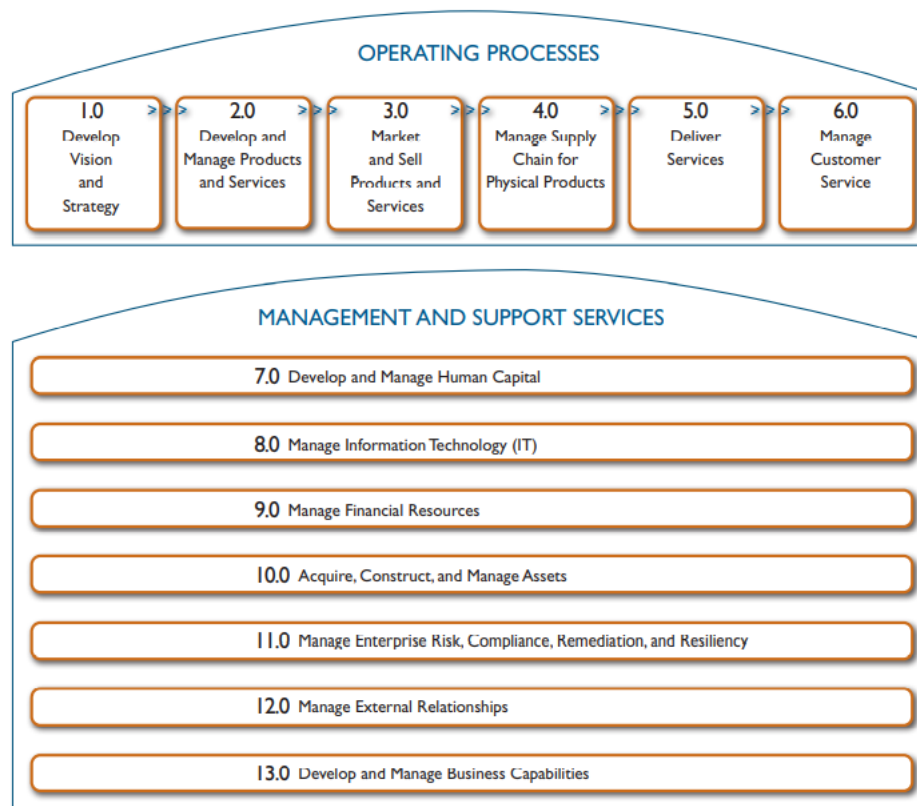 OPERATING PROCESSES
1.0 >>> 2.0 >>> 3.0 >>> 4.0 >>> 5.0 >>> 6.0
Develop
Vision
and
Strategy
Develop and
Manage Products
and Services
Market
and Sell
Products and
Services
Manage Supply
Chain for
Physical Products
Deliver
Services
Manage
Customer
Service
MANAGEMENT AND SUPPORT SERVICES
7.0 Develop and Manage Human Capital
8.0 Manage Information Technology (IT)
9.0 Manage Financial Resources
10.0 Acquire, Construct, and Manage Assets
11.0 Manage Enterprise Risk, Compliance, Remediation, and Resiliency
12.0 Manage External Relationships
13.0 Develop and Manage Business Capabilities